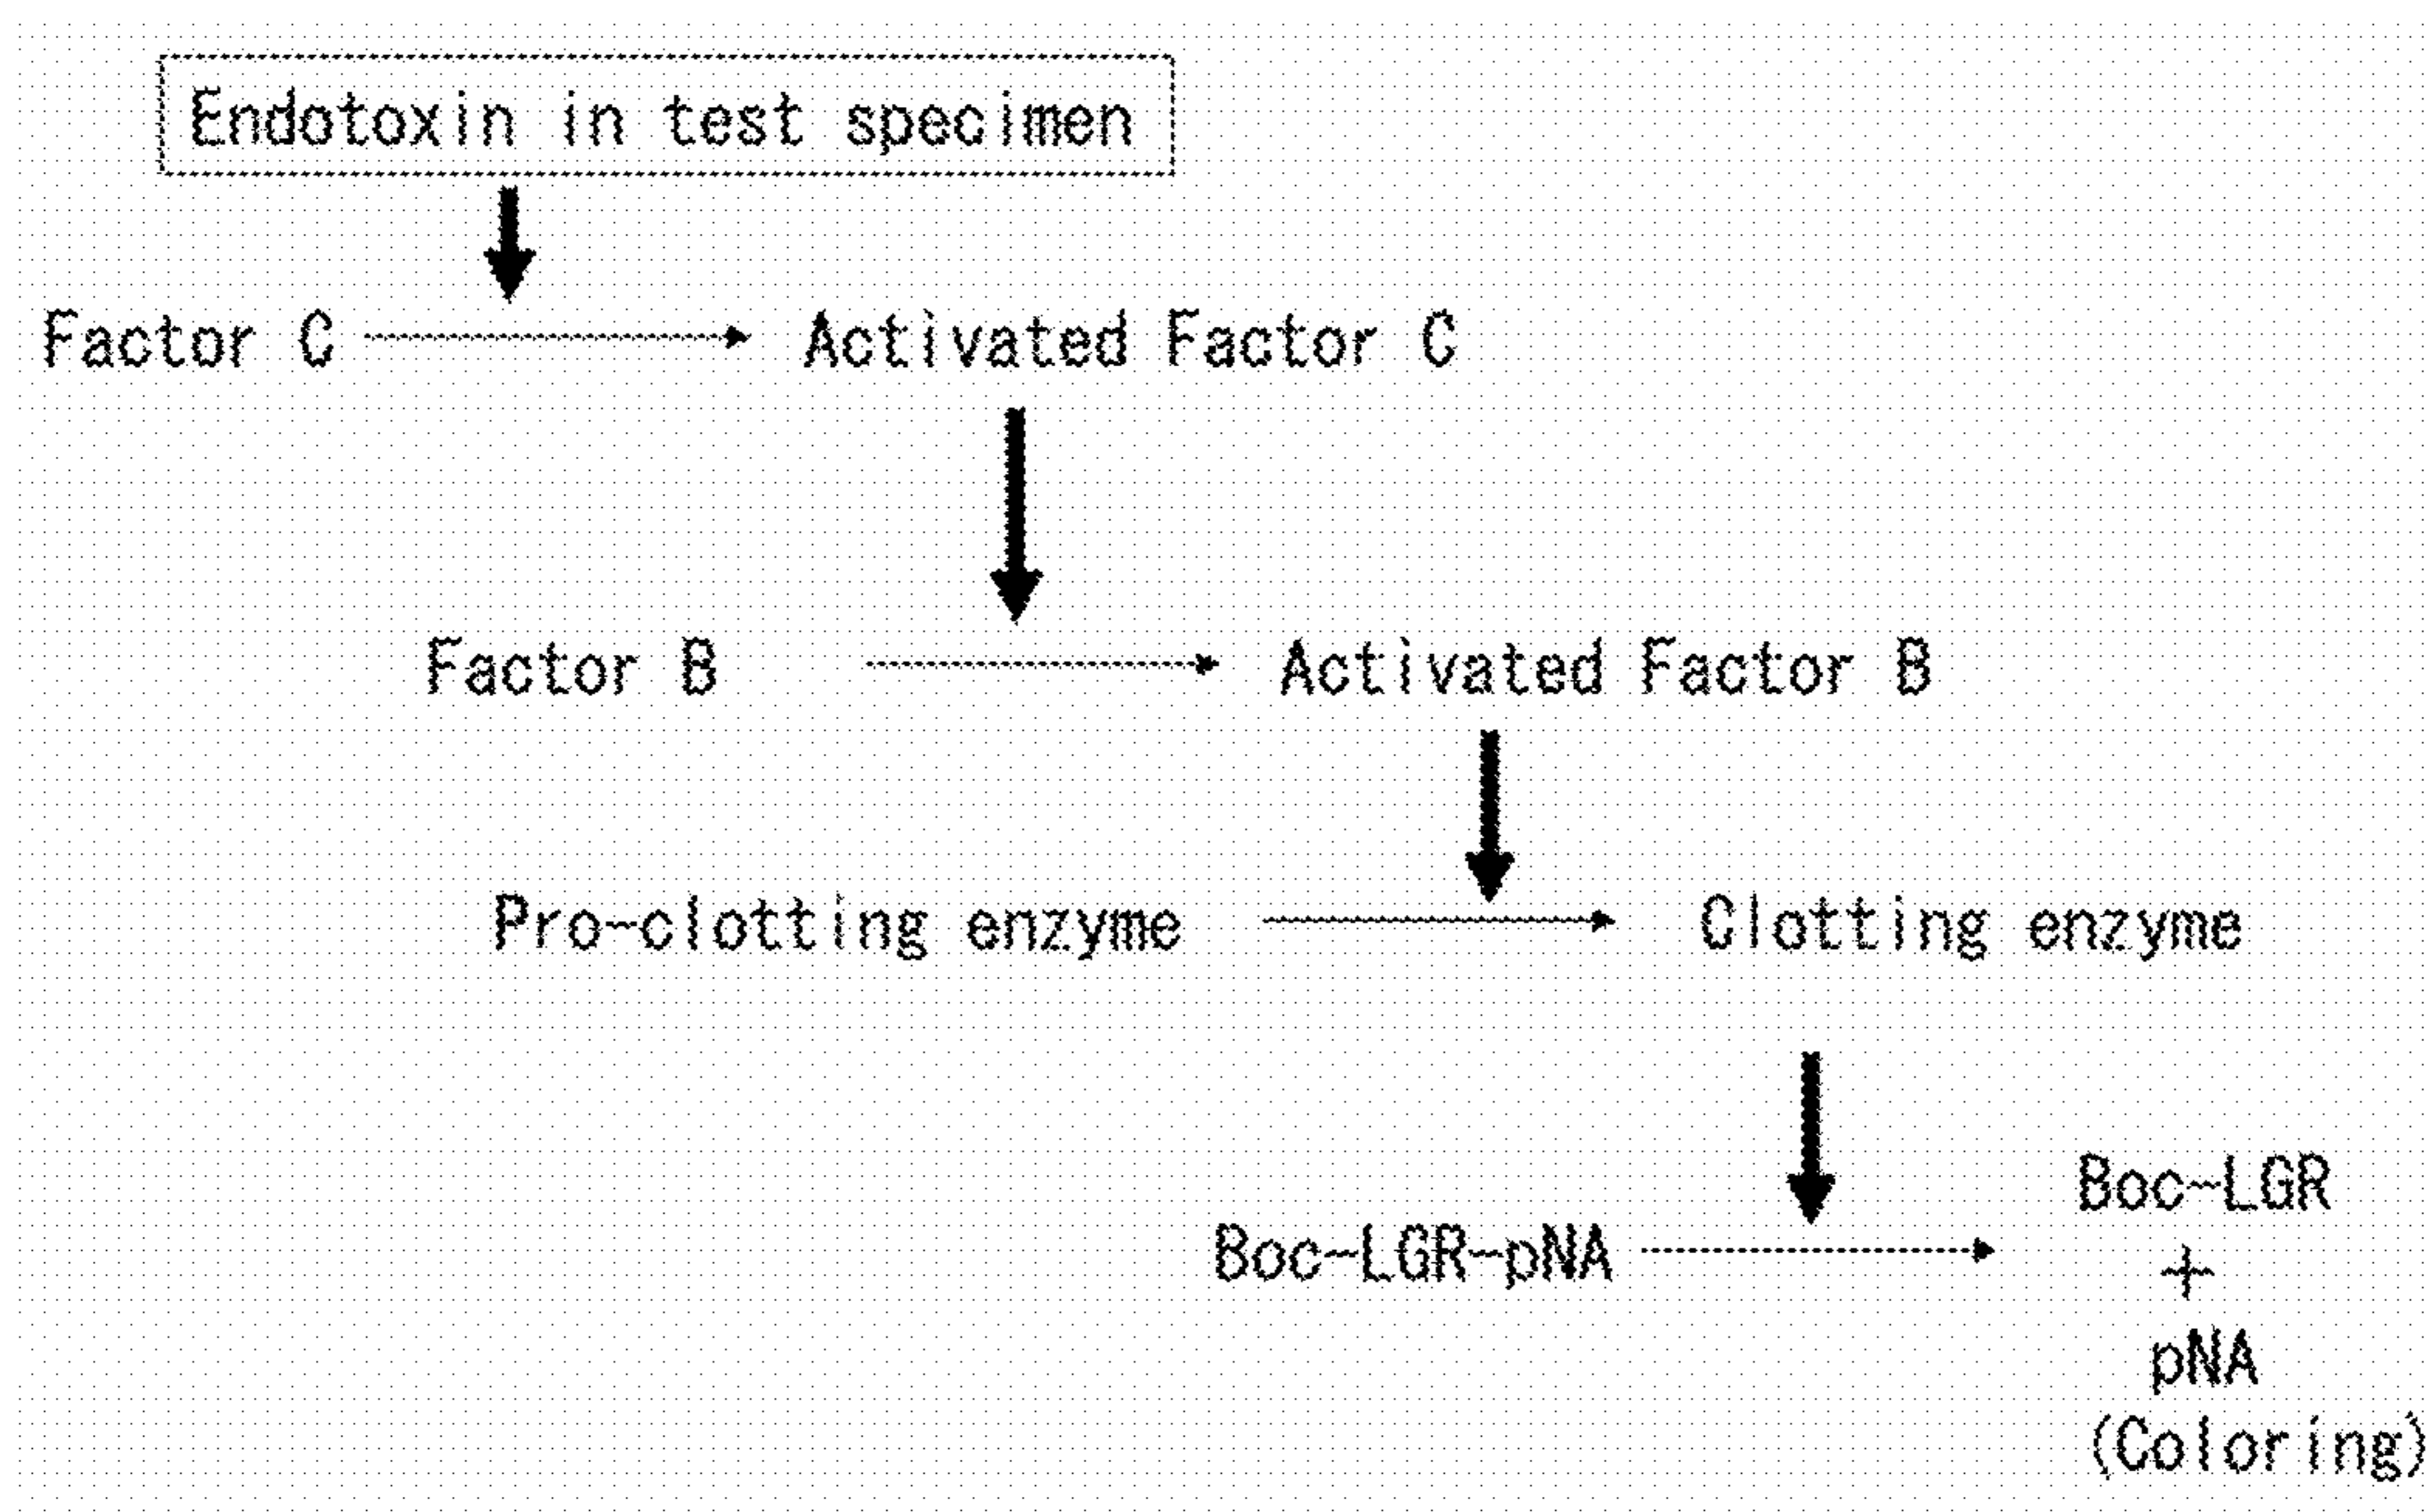 Endotoxin in test specimen
Factor C
Activated Factor C
Factor B
Activated Factor B
Pro-clotting enzyme
Clotting enzyme
Boc-LGR-pNA
Boc-LGR
+
pNA
(Coloring)